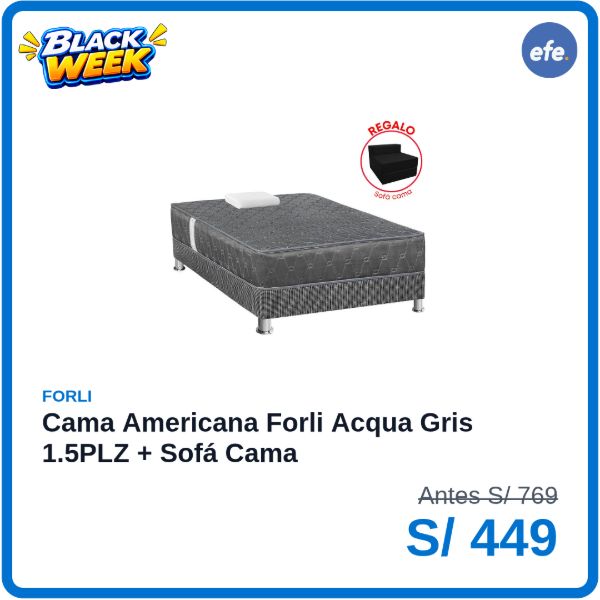 BLACK
WEEK
efe.
REGALO
Sofá cama
FORLI
Cama Americana Forli Acqua Gris
1.5PLZ + Sofá Cama
Antes S/ 769
S/ 449